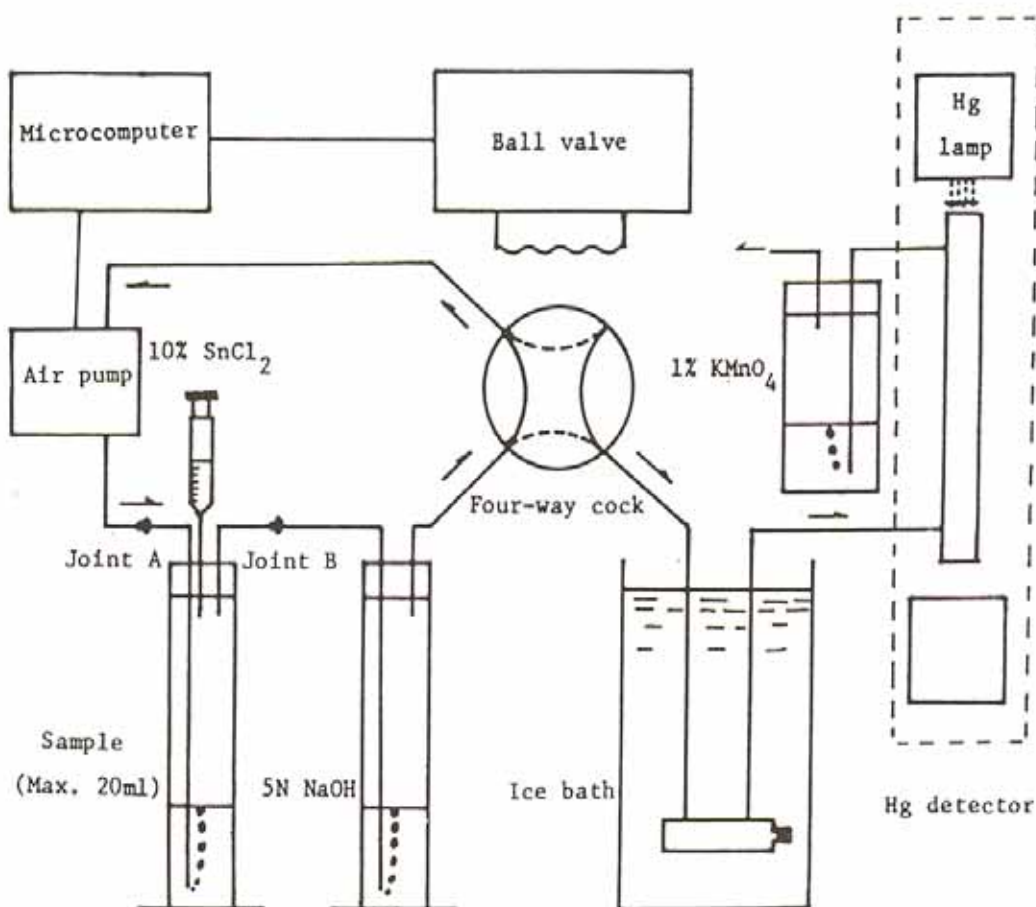 Microcomputer
Ball valve
Hg
lamp
Air pump
10% SnCl2
1% KMnO4
Four-way cock
Joint A
Joint B
Sample
(Max. 20ml)
5N NaOH
Ice bath
Hg detector